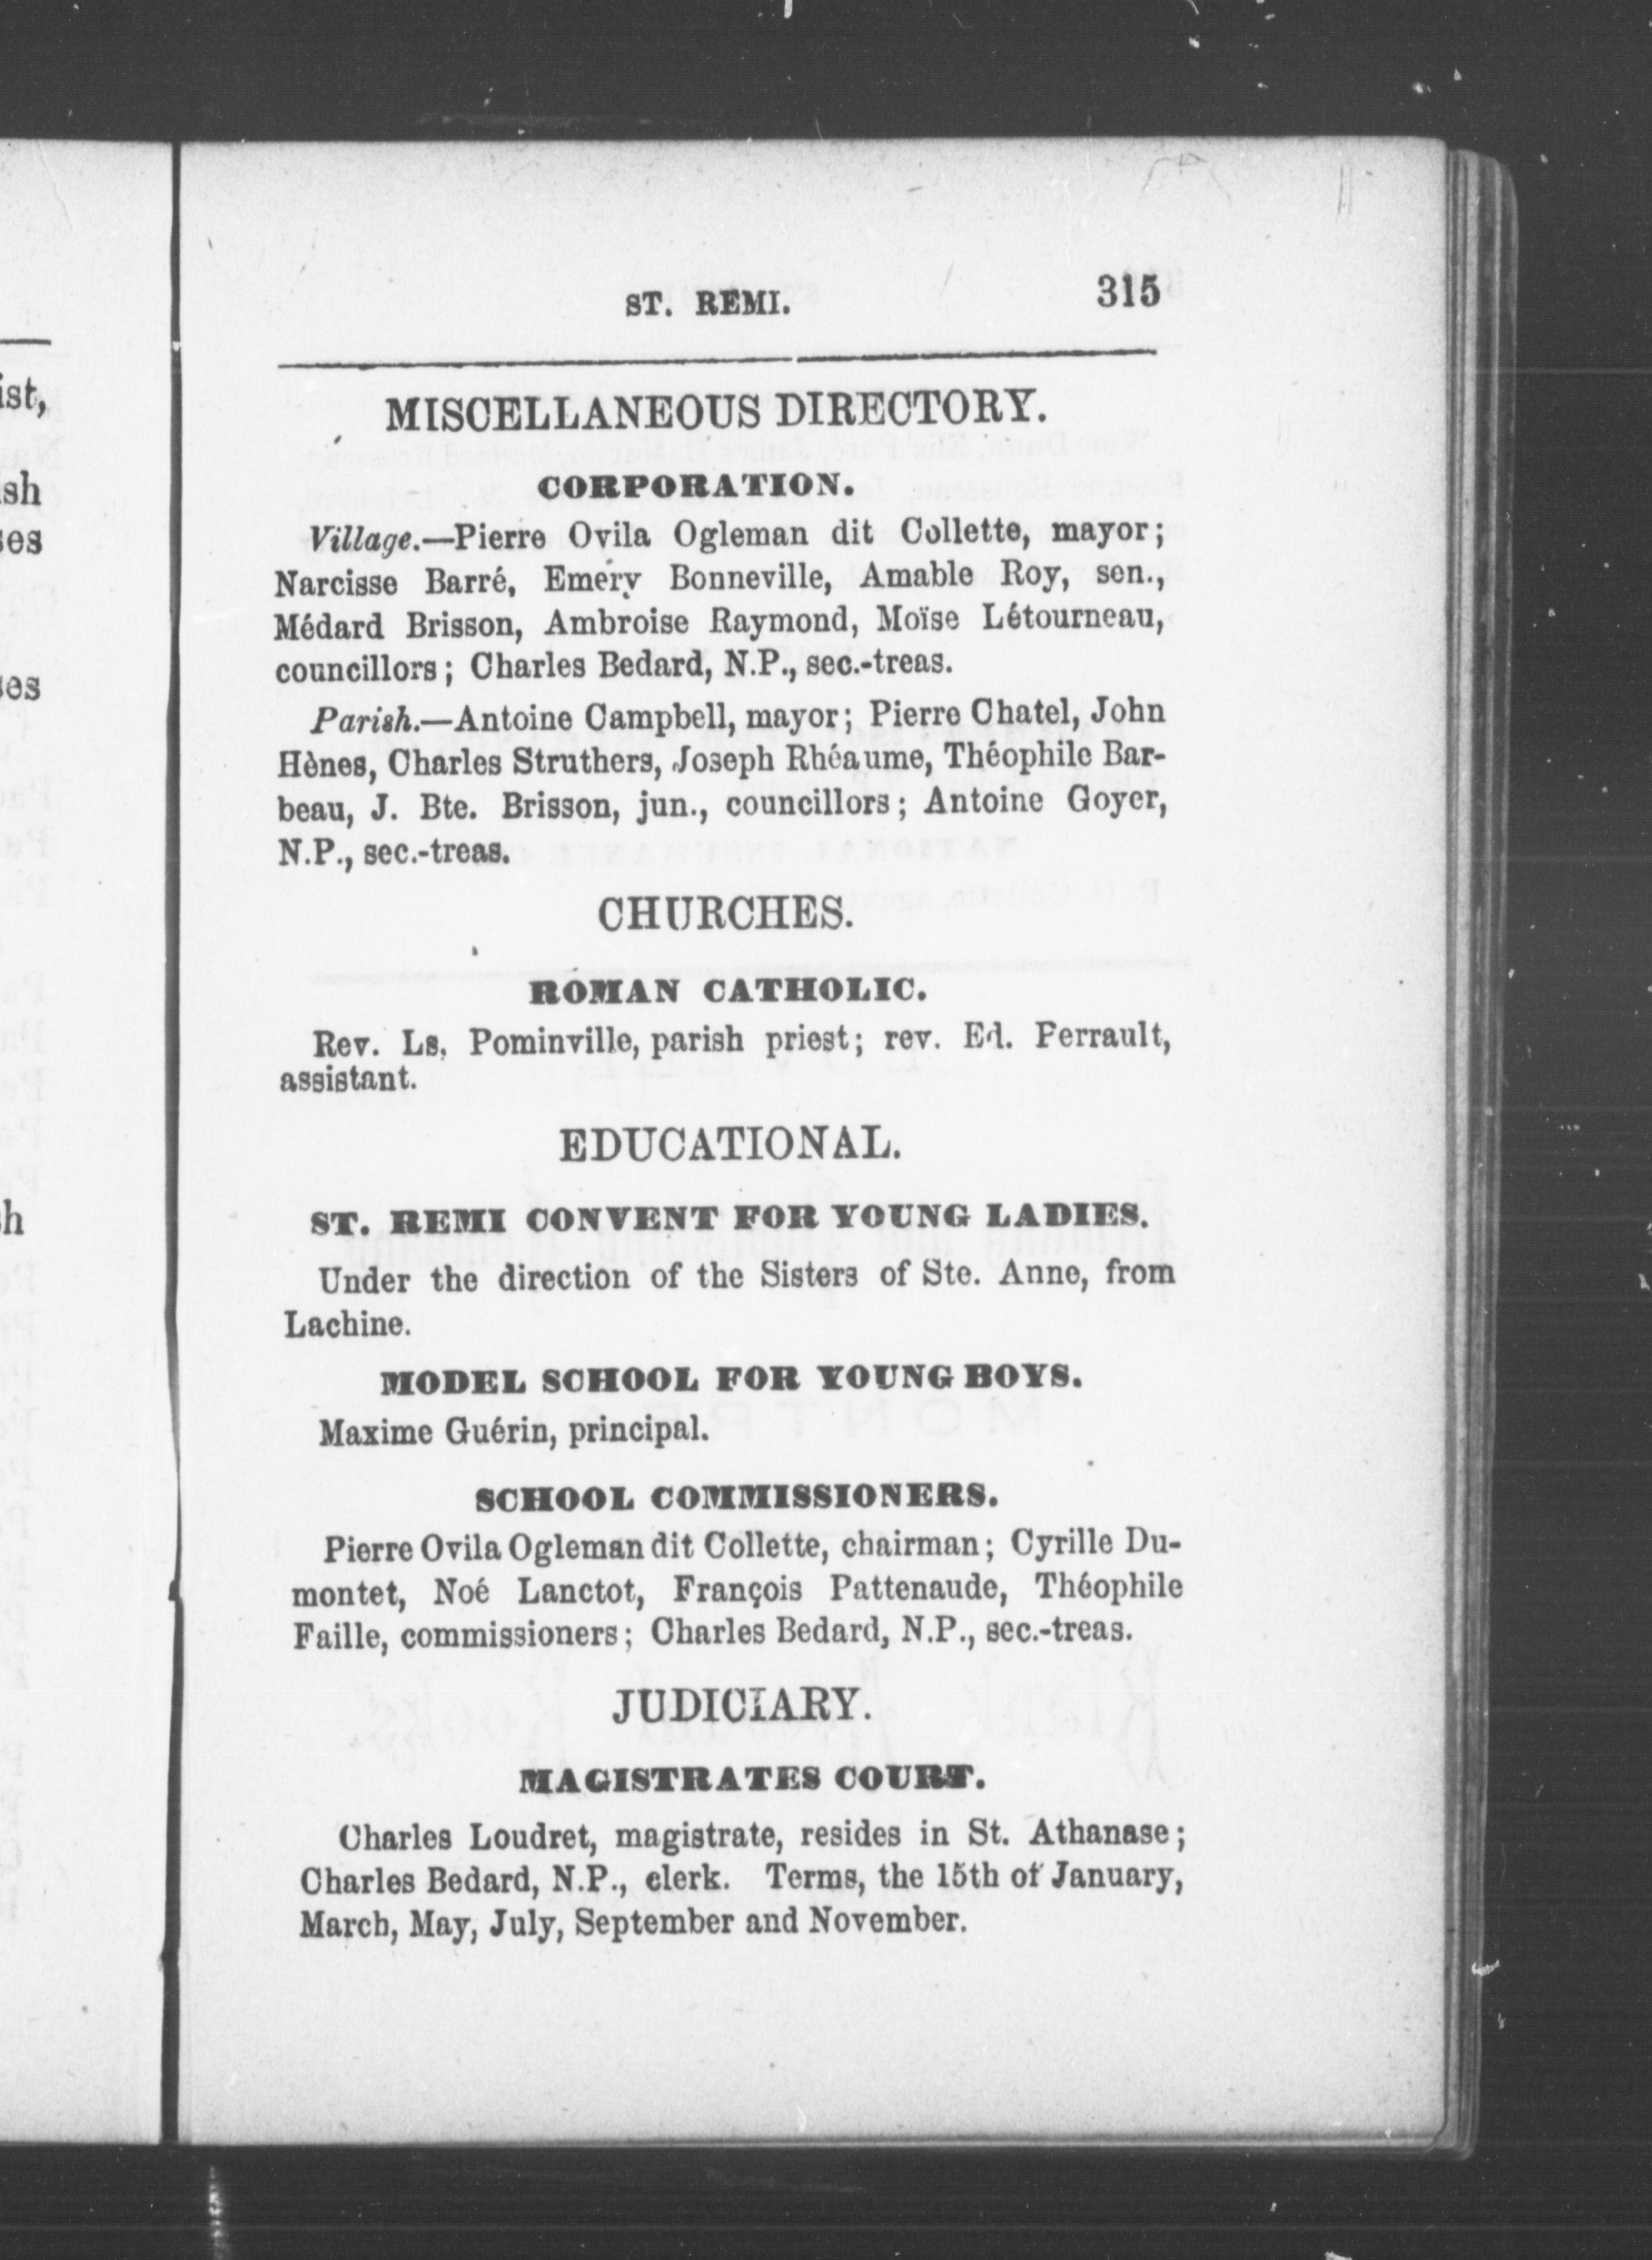 ST. REMI. 315
MISCELLANEOUS DIRECTORY.
CORPORATION.
Village.—Pierre Ovila Ogleman dit Collette, mayor;
Narcisse Barré, Eméry Bonneville, Amable Roy, sen.,
Médard Brisson, Ambroise Raymond, Moïse Létourneau,
councillors; Charles Bedard, N.P., sec.-treas.
Parish.—Antoine Campbell, mayor; Pierre Chatel, John
Hènes, Charles Struthers, Joseph Rhéaume, Théophile Bar-
beau, J. Bte. Brisson, jun., councillors; Antoine Goyer,
N.P., sec.-treas.
CHURCHES.
ROMAN CATHOLIC.
Rev. Ls. Pominville, parish priest; rev. Ed. Perrault,
assistant.
EDUCATIONAL.
ST. REMI CONVENT FOR YOUNG LADIES.
Under the direction of the Sisters of Ste. Anne, from
Lachine.
MODEL SCHOOL FOR YOUNG BOYS.
Maxime Guérin, principal.
SCHOOL COMMISSIONERS.
Pierre Ovila Ogleman dit Collette, chairman; Cyrille Du-
montet, Noé Lanctot, François Pattenaude, Théophile
Faille, commissioners; Charles Bedard, N.P., sec.-treas.
JUDICIARY.
MAGISTRATES COURT.
Charles Loudret, magistrate, resides in St. Athanase;
Charles Bedard, N.P., clerk. Terms, the 15th of January,
March, May, July, September and November.